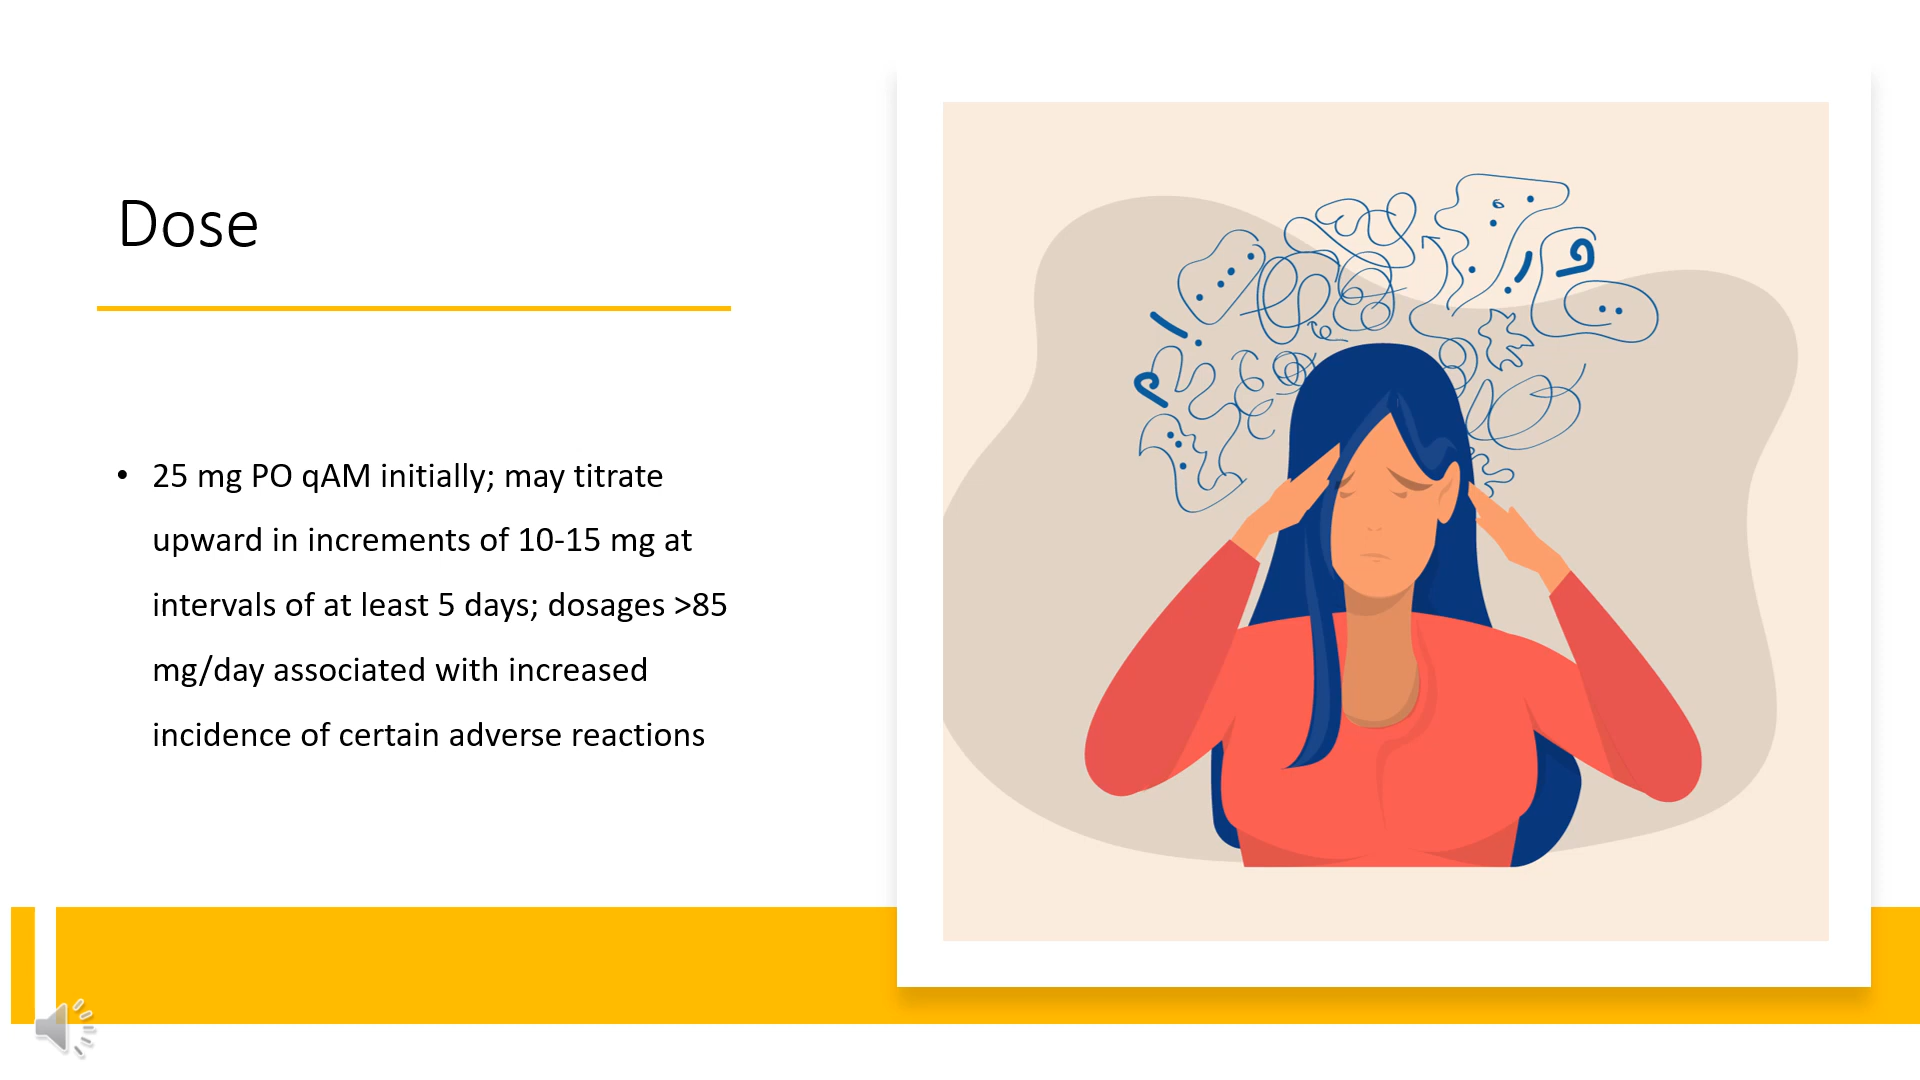 Dose
• 25 mg PO qAM initially; may titrate
upward in increments of 10-15 mg at
intervals of at least 5 days; dosages >85
mg/day associated with increased
incidence of certain adverse reactions